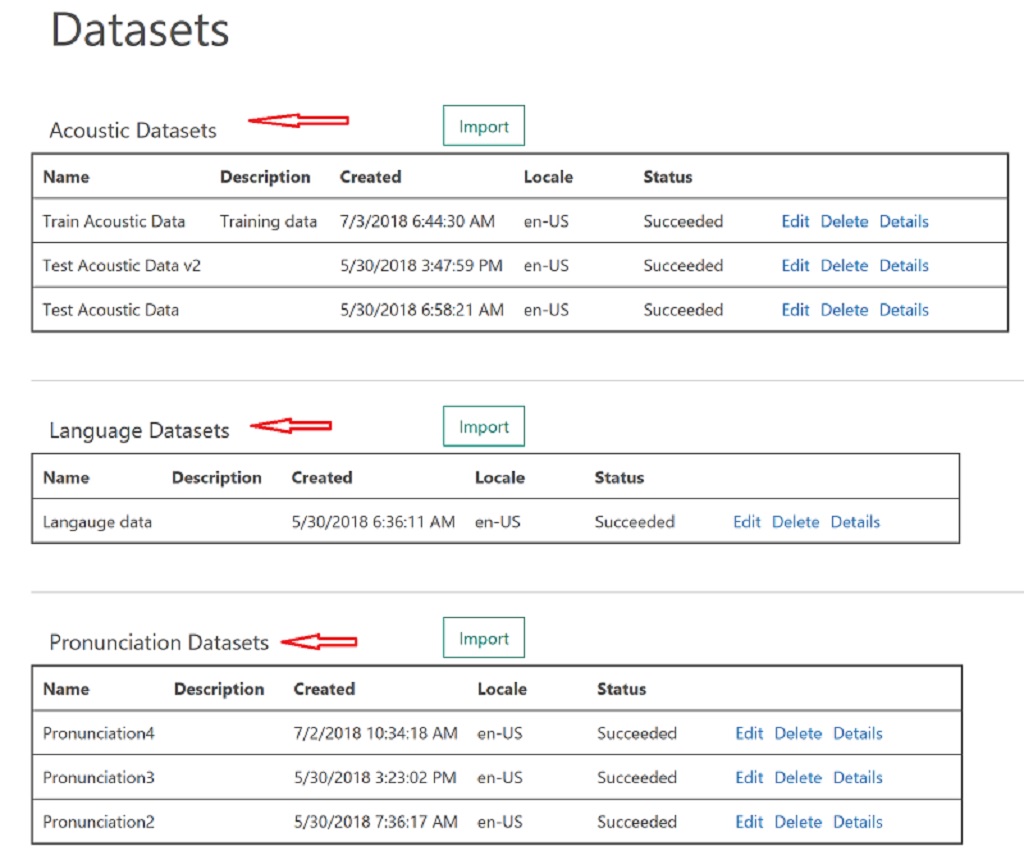 Datasets
Acoustic Datasets Import
Name Description Created Locale Status
Train Acoustic Data Training data 7/3/2018 6:44:30 AM en-US Succeeded Edit Delete Details
Test Acoustic Data v2 5/30/2018 3:47:59 PM en-US Succeeded Edit Delete Details
Test Acoustic Data 5/30/2018 6:58:21 AM en-US Succeeded Edit Delete Details
Language Datasets Import
Name Description Created Locale Status
Langauge data 5/30/2018 6:36:11 AM en-US Succeeded Edit Delete Details
Pronunciation Datasets Import
Name Description Created Locale Status
Pronunciation4 7/2/2018 10:34:18 AM en-US Succeeded Edit Delete Details
Pronunciation3 5/30/2018 3:23:02 PM en-US Succeeded Edit Delete Details
Pronunciation2 5/30/2018 7:36:17 AM en-US Succeeded Edit Delete Details